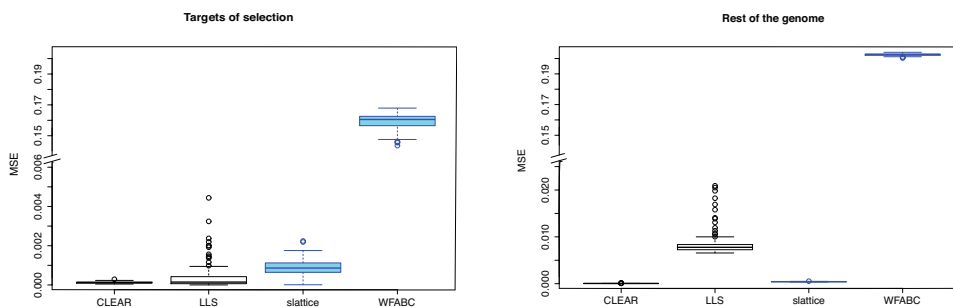 Targets of selection
MSE
0.19
0.17
0.15
0.006
0.004
0.002
0.000
CLEAR LLS slattice WFABC
Rest of the genome
MSE
0.19
0.17
0.15
0.020
0.010
0.000
CLEAR LLS slattice WFABC